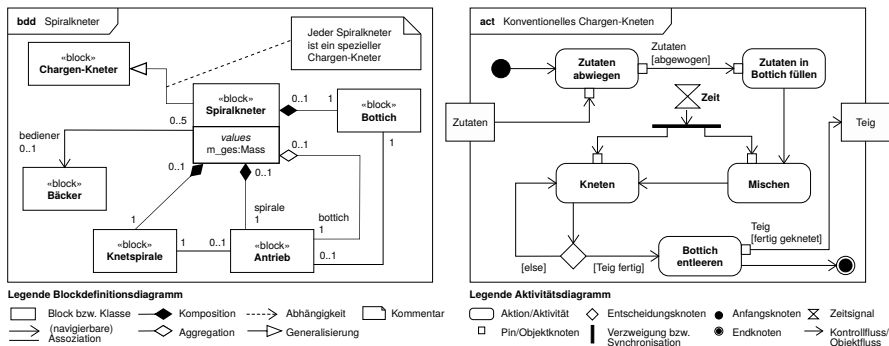 bdd Spiralkneter
«block»
Chargen-Kneter
Jeder Spiralkneter
ist ein spezieller
Chargen-Kneter
«block»
Spiralkneter
values
m_ges:Mass
0..1
1
«block»
Bottich
0..5
bediener
0..1
0..1
1
0..1
0..1
«block»
Bäcker
spirale
1
bottich
1
1
«block»
Knetspirale
1
0..1
«block»
Antrieb
0..1
act Konventionelles Chargen-Kneten
Zutaten
abwiegen
Zutaten
[abgewogen]
Zutaten in
Bottich füllen
Zeit
Zutaten
Teig
Kneten
Mischen
Teig
[fertig geknetet]
[else]
[Teig fertig]
Bottich
entleeren
Legende Blockdefinitionsdiagramm
Block bzw. Klasse
Komposition
Abhängigkeit
Kommentar
(navigierbare)
Assoziation
Aggregation
Generalisierung
Legende Aktivitätsdiagramm
Aktion/Aktivität
Entscheidungsknoten
Anfangsknoten
Zeitsignal
Pin/Objektknoten
Verzweigung bzw.
Synchronisation
Endknoten
Kontrollfluss/
Objektfluss